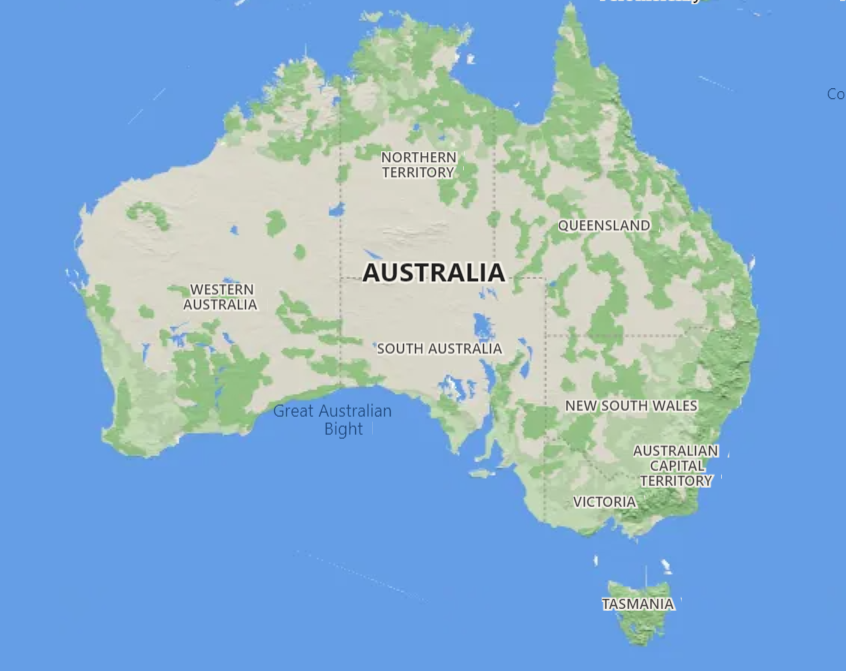 Co
NORTHERN
TERRITORY
QUEENSLAND
AUSTRALIA
WESTERN
AUSTRALIA
SOUTH AUSTRALIA
Great Australian
Bight
NEW SOUTH WALES
AUSTRALIAN
CAPITAL
TERRITORY
VICTORIA
TASMANIA